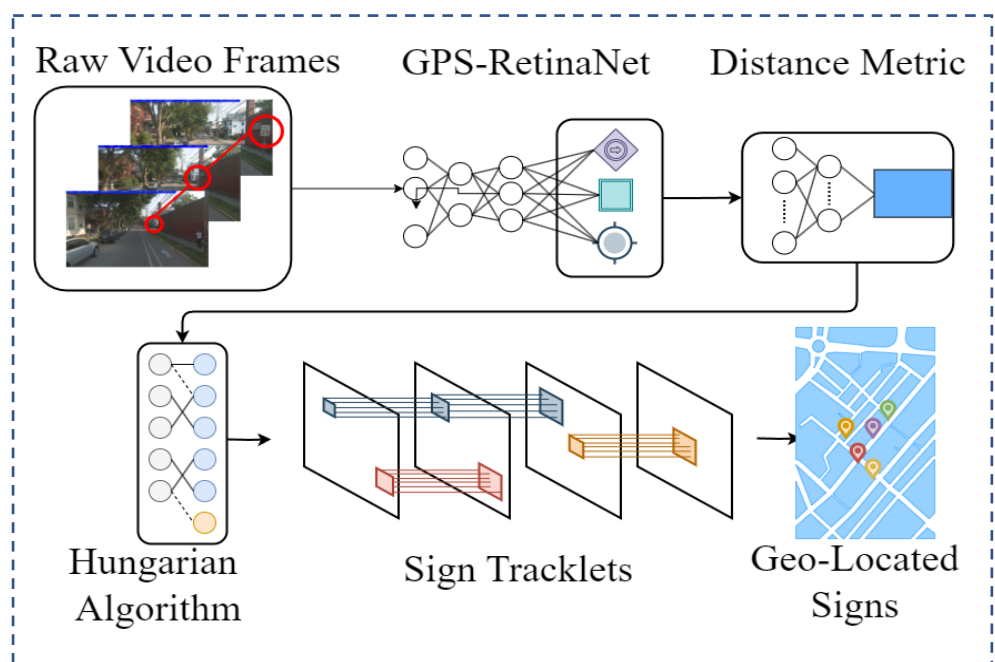 Raw Video Frames
GPS-RetinaNet
Distance Metric
Hungarian
Algorithm
Sign Tracklets
Geo-Located
Signs